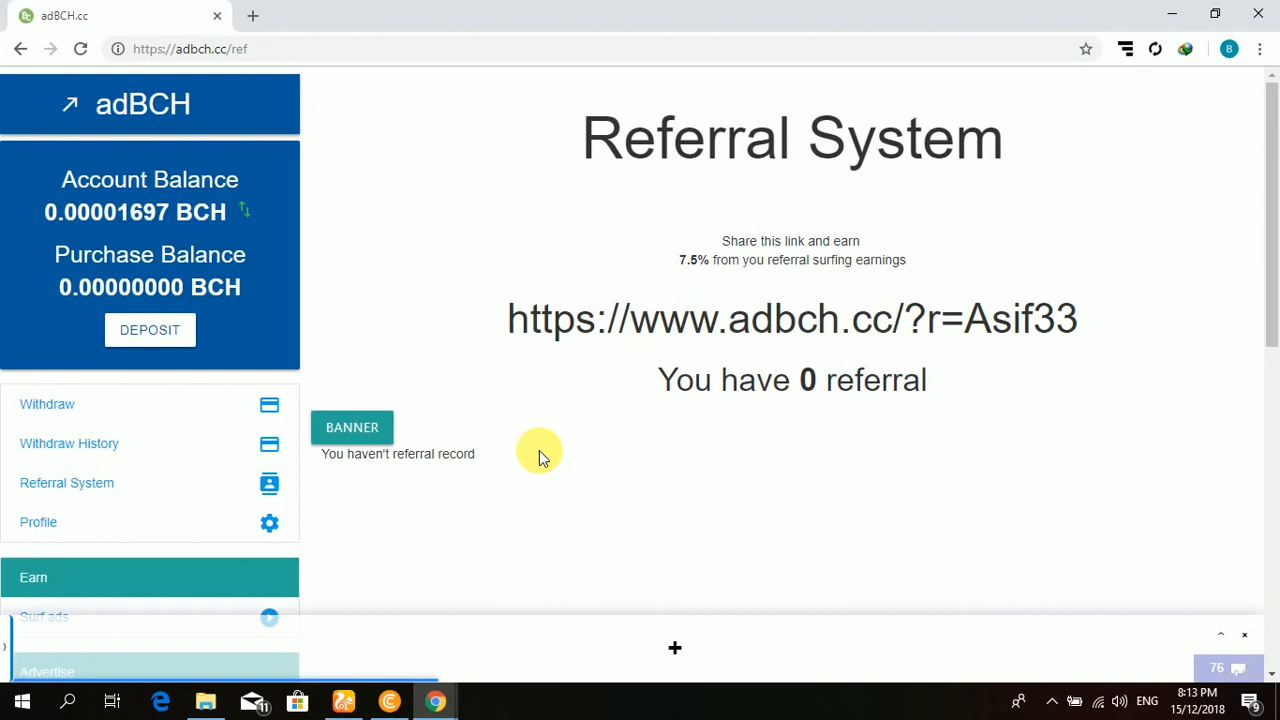 adBCH.cc
https://adbch.cc/ref
B
adBCH
Account Balance
0.00001697 BCH
Purchase Balance
0.00000000 BCH
DEPOSIT
Withdraw
Withdraw History
Referral System
Profile
Earn
Surf ads
Advertise
Referral System
Share this link and earn
7.5% from you referral surfing earnings
https://www.adbch.cc/?r=Asif33
You have 0 referral
BANNER
You haven't referral record
76
11
ENG
8:13 PM
15/12/2018
9